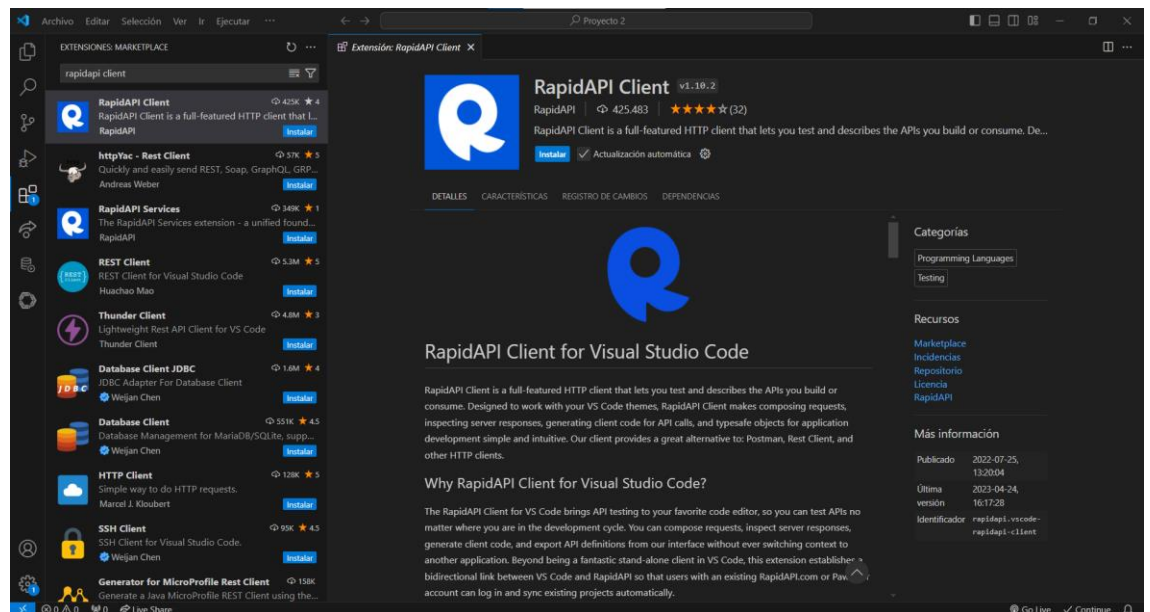 Archivo Editar Selección Ver Ir Ejecutar ···
Proyecto 2
EXTENSIONES: MARKETPLACE
rapidapi client
RapidAPI Client 425K ★ 4
RapidAPI Client is a full-featured HTTP client that l...
RapidAPI Instalar
httpYac - Rest Client 57K ★ 5
Quickly and easily send REST, Soap, GraphQL, GRP...
Andreas Weber Instalar
RapidAPI Services 349K ★ 1
The RapidAPI Services extension - a unified found...
RapidAPI Instalar
{REST}
REST Client 5.3M ★ 5
REST Client for Visual Studio Code
Huachao Mao Instalar
Thunder Client 4.8M ★ 3
Lightweight Rest API Client for VS Code
Thunder Client Instalar
JDBC
Database Client JDBC 1.6M ★ 4
JDBC Adapter For Database Client
Weijan Chen Instalar
Database Client 551K ★ 4.5
Database Management for MariaDB/SQLite, supp...
Weijan Chen Instalar
HTTP Client 128K ★ 5
Simple way to do HTTP requests.
Marcel J. Kloubert Instalar
SSH Client 95K ★ 4.5
SSH Client for Visual Studio Code.
Weijan Chen Instalar
Generator for MicroProfile Rest Client 158K
Generate a Java MicroProfile REST Client using the...
Extensión: RapidAPI Client
RapidAPI Client v1.10.2
RapidAPI 425.483 ★★★★☆(32)
RapidAPI Client is a full-featured HTTP client that lets you test and describes the APIs you build or consume. De...
Instalar Actualización automática
DETALLES CARACTERÍSTICAS REGISTRO DE CAMBIOS DEPENDENCIAS
RapidAPI Client for Visual Studio Code
RapidAPI Client is a full-featured HTTP client that lets you test and describes the APIs you build or
consume. Designed to work with your VS Code themes, RapidAPI Client makes composing requests,
inspecting server responses, generating client code for API calls, and typesafe objects for application
development simple and intuitive. Our client provides a great alternative to: Postman, Rest Client, and
other HTTP clients.
Why RapidAPI Client for Visual Studio Code?
The RapidAPI Client for VS Code brings API testing to your favorite code editor, so you can test APIs no
matter where you are in the development cycle. You can compose requests, inspect server responses,
generate client code, and export API definitions from our interface without ever switching context to
another application. Beyond being a fantastic stand-alone client in VS Code, this extension establishes a
bidirectional link between VS Code and RapidAPI so that users with an existing RapidAPI.com or
account can log in and sync existing projects automatically.
Categorías
Programming Languages
Testing
Recursos
Marketplace
Incidencias
Repositorio
Licencia
RapidAPI
Más información
Publicado 2022-07-25,
13:20:04
Última 2023-04-24,
versión 16:17:28
Identificador rapidapi.vscode-
rapidapi-client
0 0 0 Live Share Go Live Continue